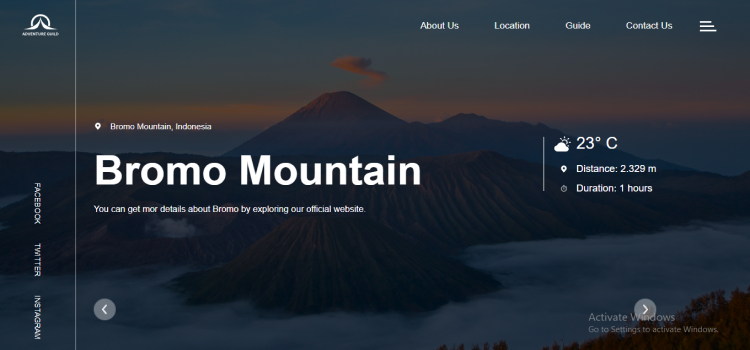 ADVENTURE GUILD
About Us
Location
Guide
Contact Us
Bromo Mountain, Indonesia
Bromo Mountain
You can get mor details about Bromo by exploring our official website.
23° C
Distance: 2.329 m
Duration: 1 hours
FACEBOOK
TWITTER
INSTAGRAM
Activate Windows
Go to Settings to activate Windows.